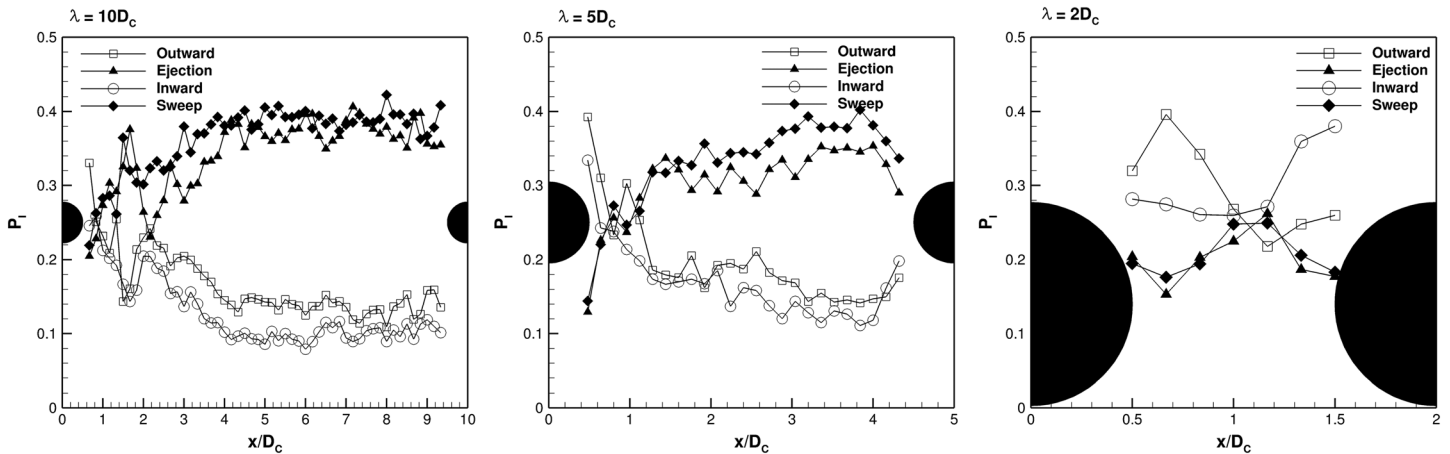 λ = 10D_C
0.5
0.4
0.3
0.2
0.1
0
P_I
Outward
Ejection
Inward
Sweep
0 1 2 3 4 5 6 7 8 9 10
x/D_C
λ = 5D_C
0.5
0.4
0.3
0.2
0.1
0
P_I
Outward
Ejection
Inward
Sweep
0 1 2 3 4 5
x/D_C
λ = 2D_C
0.5
0.4
0.3
0.2
0.1
0
P_I
Outward
Ejection
Inward
Sweep
0 0.5 1 1.5 2
x/D_C